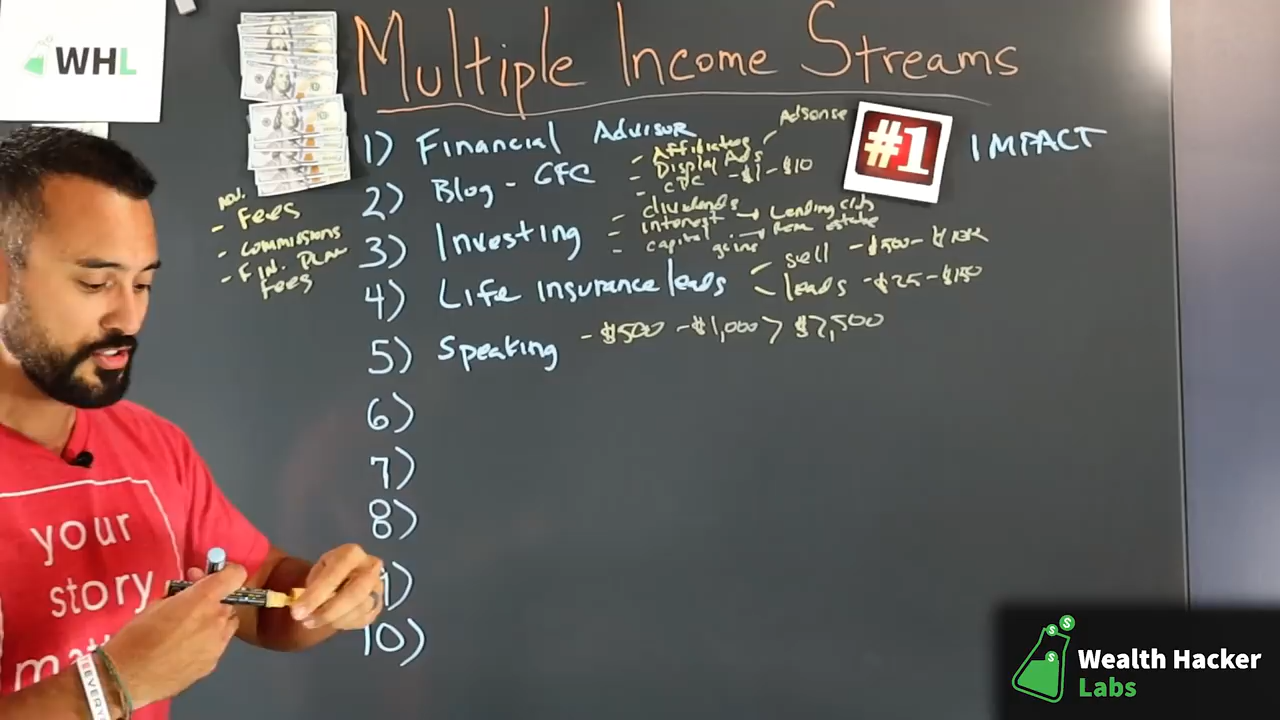 WHL
Multiple Income Streams
1) Financial Advisor
Adv.
- Fees
- Commissions
- Fin. Plan Fees
#1 IMPACT
2) Blog - GFC
- Affiliates
- Display Ads
Adsense
- CPC - $1 - $10
3) Investing
- dividends
- interest → Lending Club
- capital gains → Real estate
4) Life Insurance leads
sell - $500 -
leads - $25 - $150
5) Speaking - $500 - $1,000 > $7,500
6)
7)
8)
9)
10)
your
story
Wealth Hacker
Labs